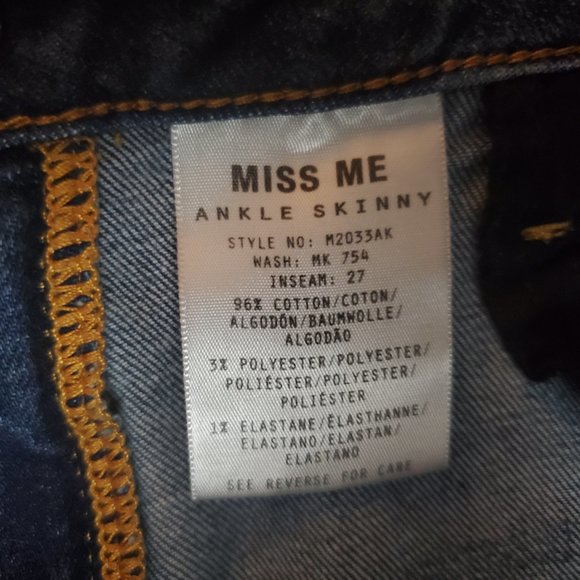 MISS ME
ANKLE SKINNY
STYLE NO: M2033AK
WASH: MK 754
INSEAM: 27
96% COTTON/COTON/
ALGODÓN/BAUMWOLLE/
ALGODÃO
3% POLYESTER/POLYESTER/
POLIÉSTER/POLYESTER/
POLIÉSTER
1% ELASTANE/ÉLASTHANNE/
ELASTANO/ELASTAN/
ELASTANO
SEE REVERSE FOR CARE